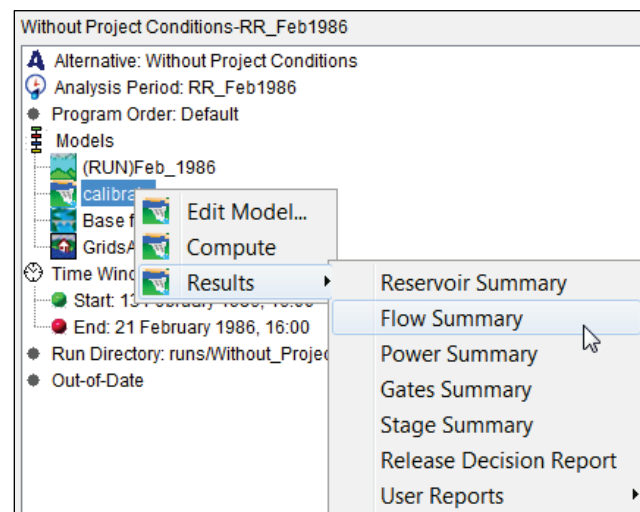 Without Project Conditions-RR_Feb1986
Alternative: Without Project Conditions
Analysis Period: RR_Feb1986
Program Order: Default
Models
(RUN)Feb_1986
calibra
Edit Model...
Base f
Compute
GridsA
Results
Time Wind
Reservoir Summary
Start: 13 February 1986, 16:00
Flow Summary
End: 21 February 1986, 16:00
Power Summary
Run Directory: runs/Without_Projec
Gates Summary
Out-of-Date
Stage Summary
Release Decision Report
User Reports